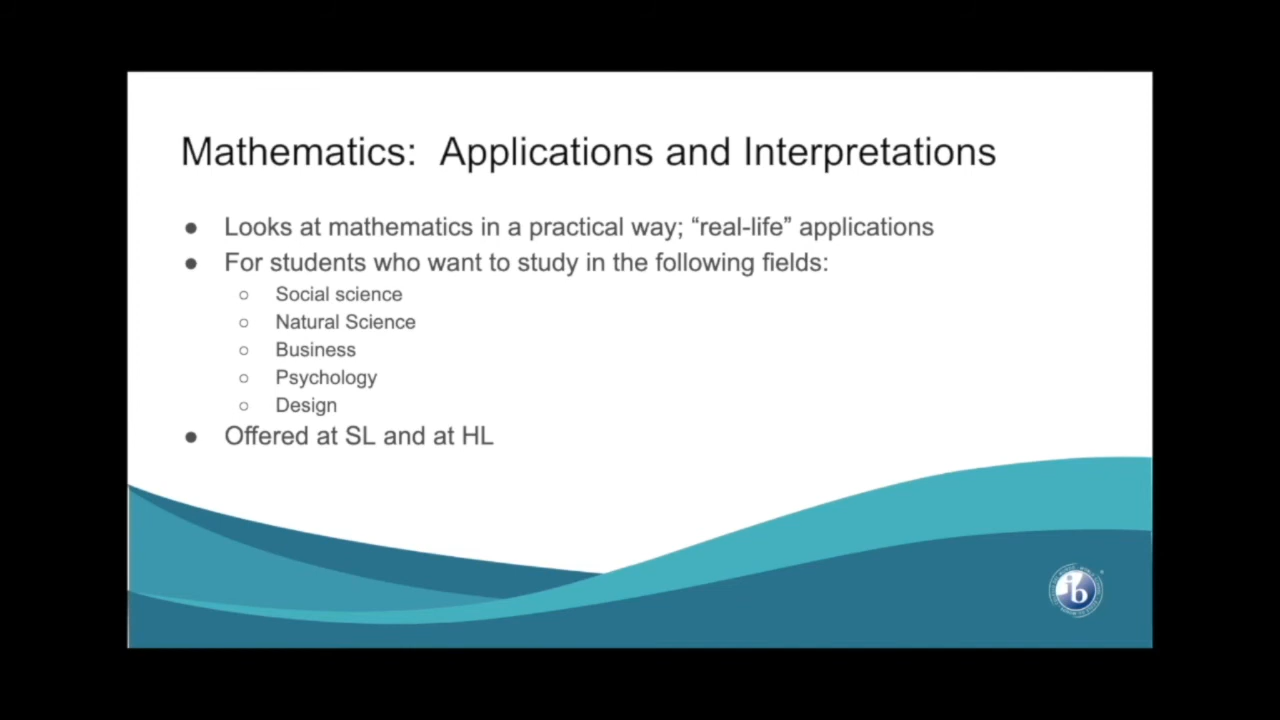 Mathematics:  Applications and Interpretations
● Looks at mathematics in a practical way; “real-life” applications
● For students who want to study in the following fields:
○ Social science
○ Natural Science
○ Business
○ Psychology
○ Design
● Offered at SL and at HL
ib